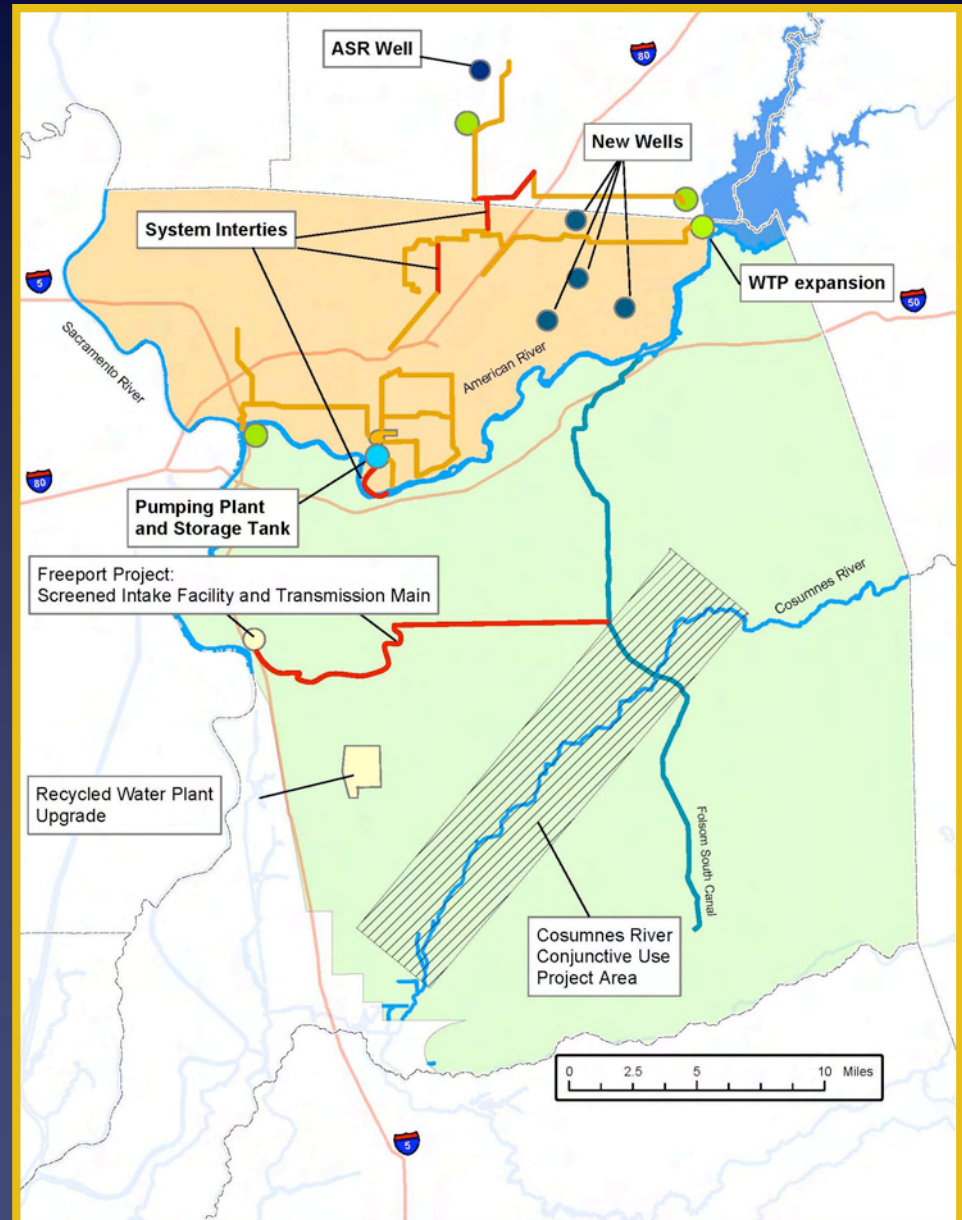 ASR Well
80
New Wells
System Interties
5
WTP expansion
50
Sacramento River
American River
80
Pumping Plant
and Storage Tank
Freeport Project:
Screened Intake Facility and Transmission Main
Cosumnes River
Recycled Water Plant
Upgrade
Folsom South Canal
Cosumnes River
Conjunctive Use
Project Area
0 2.5 5 10 Miles
5